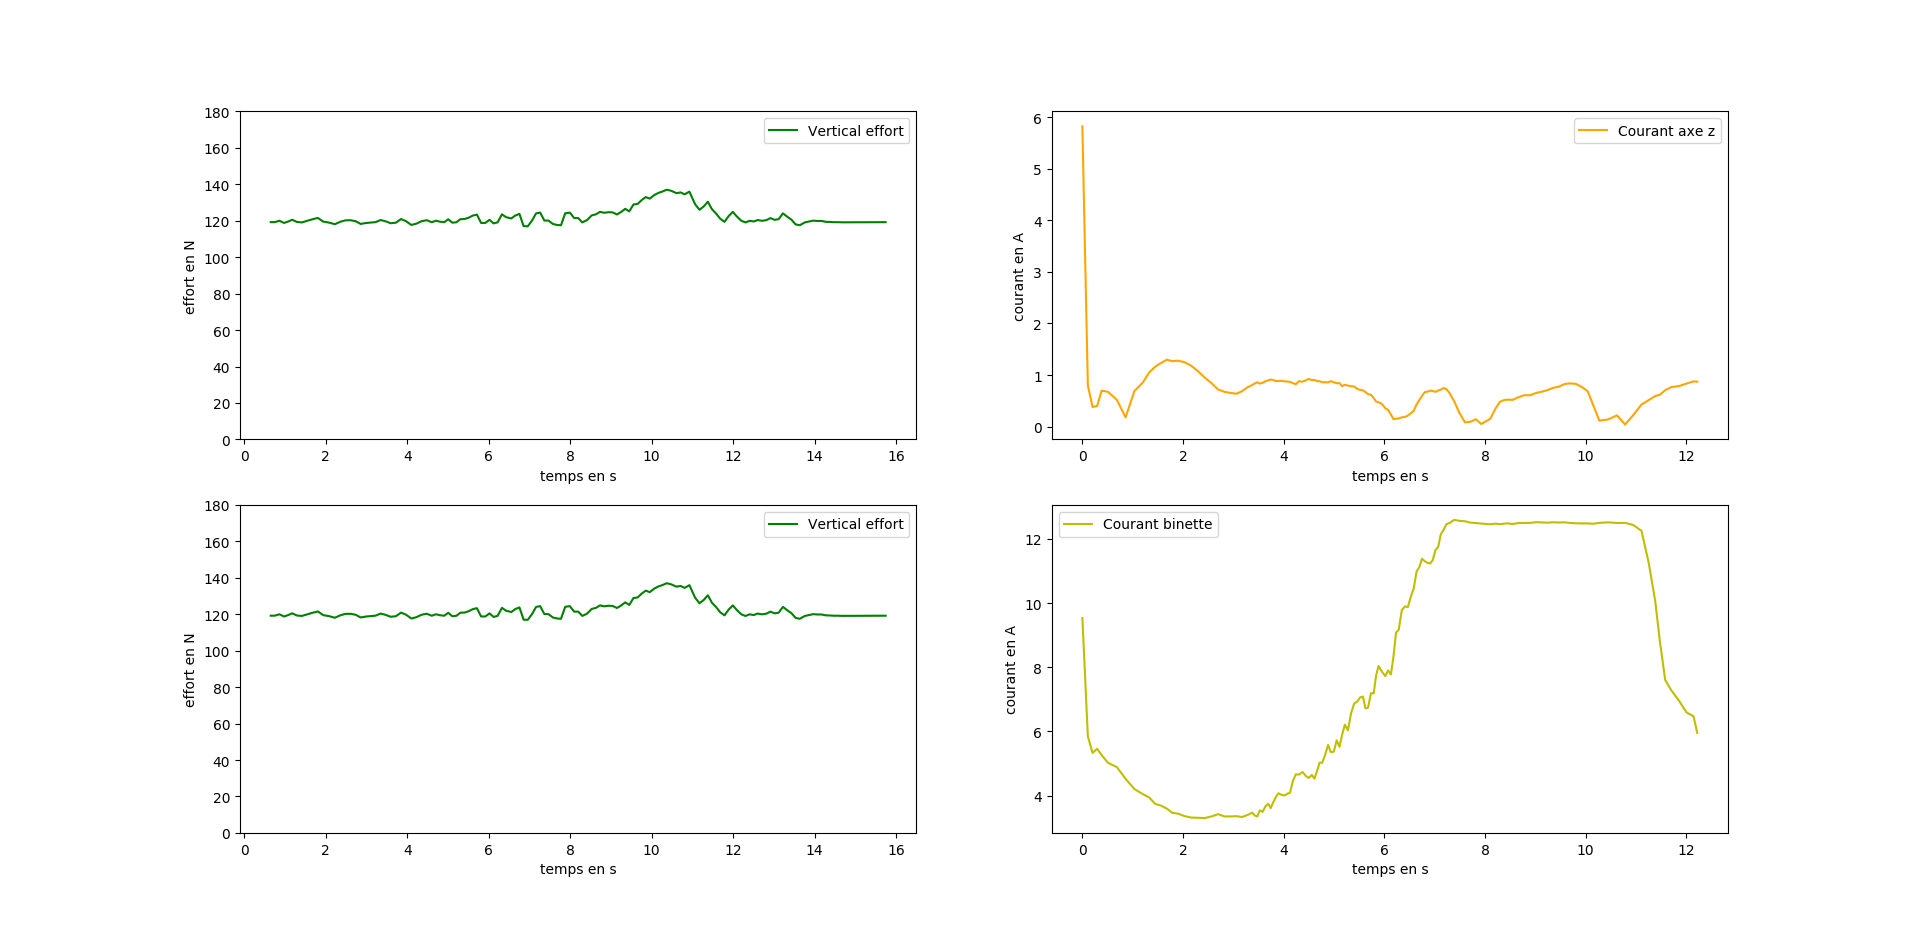 180
160
140
120
100
80
60
40
20
0
effort en N
Vertical effort
0 2 4 6 8 10 12 14 16
temps en s
6
5
4
3
2
1
0
courant en A
Courant axe z
0 2 4 6 8 10 12
temps en s
180
160
140
120
100
80
60
40
20
0
effort en N
Vertical effort
0 2 4 6 8 10 12 14 16
temps en s
12
10
8
6
4
courant en A
Courant binette
0 2 4 6 8 10 12
temps en s